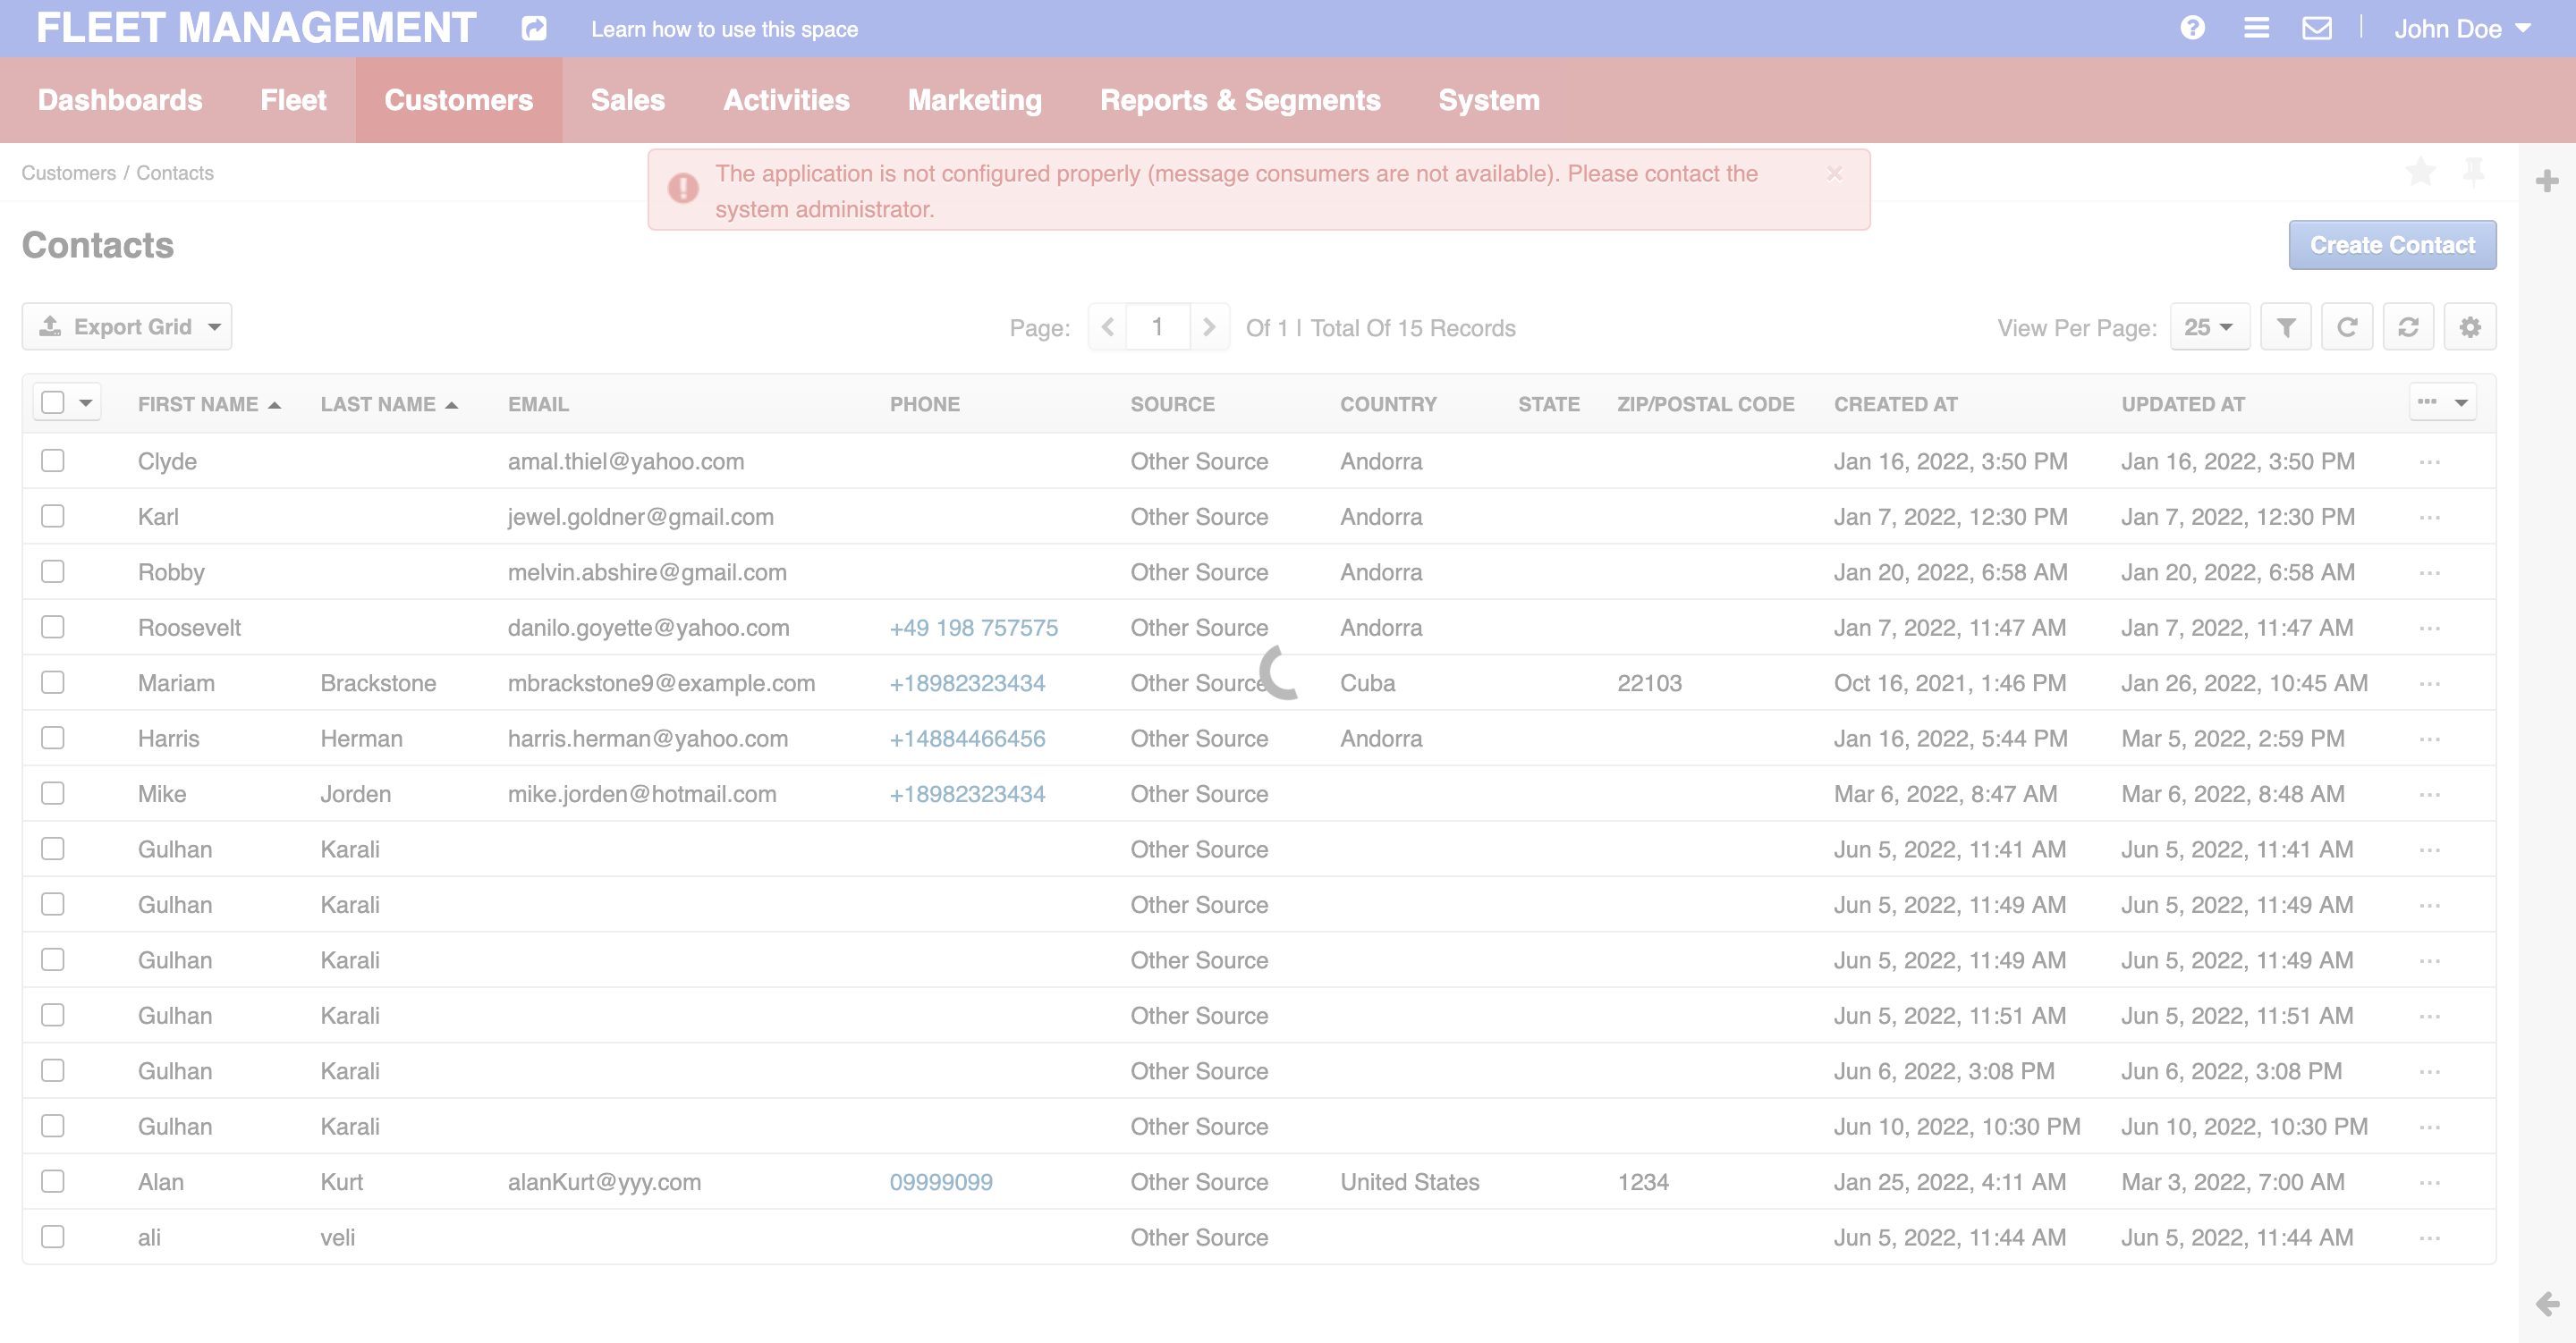 FLEET MANAGEMENT Learn how to use this space John Doe
Dashboards Fleet Customers Sales Activities Marketing Reports & Segments System
Customers / Contacts
The application is not configured properly (message consumers are not available). Please contact the
system administrator.
Contacts Create Contact
Export Grid Page: 1 Of 1 | Total Of 15 Records View Per Page: 25
FIRST NAME LAST NAME EMAIL PHONE SOURCE COUNTRY STATE ZIP/POSTAL CODE CREATED AT UPDATED AT
Clyde amal.thiel@yahoo.com Other Source Andorra Jan 16, 2022, 3:50 PM Jan 16, 2022, 3:50 PM
Karl jewel.goldner@gmail.com Other Source Andorra Jan 7, 2022, 12:30 PM Jan 7, 2022, 12:30 PM
Robby melvin.abshire@gmail.com Other Source Andorra Jan 20, 2022, 6:58 AM Jan 20, 2022, 6:58 AM
Roosevelt danilo.goyette@yahoo.com +49 198 757575 Other Source Andorra Jan 7, 2022, 11:47 AM Jan 7, 2022, 11:47 AM
Mariam Brackstone mbrackstone9@example.com +18982323434 Other Source Cuba 22103 Oct 16, 2021, 1:46 PM Jan 26, 2022, 10:45 AM
Harris Herman harris.herman@yahoo.com +14884466456 Other Source Andorra Jan 16, 2022, 5:44 PM Mar 5, 2022, 2:59 PM
Mike Jorden mike.jorden@hotmail.com +18982323434 Other Source Mar 6, 2022, 8:47 AM Mar 6, 2022, 8:48 AM
Gulhan Karali Other Source Jun 5, 2022, 11:41 AM Jun 5, 2022, 11:41 AM
Gulhan Karali Other Source Jun 5, 2022, 11:49 AM Jun 5, 2022, 11:49 AM
Gulhan Karali Other Source Jun 5, 2022, 11:49 AM Jun 5, 2022, 11:49 AM
Gulhan Karali Other Source Jun 5, 2022, 11:51 AM Jun 5, 2022, 11:51 AM
Gulhan Karali Other Source Jun 6, 2022, 3:08 PM Jun 6, 2022, 3:08 PM
Gulhan Karali Other Source Jun 10, 2022, 10:30 PM Jun 10, 2022, 10:30 PM
Alan Kurt alanKurt@yyy.com 09999099 Other Source United States 1234 Jan 25, 2022, 4:11 AM Mar 3, 2022, 7:00 AM
ali veli Other Source Jun 5, 2022, 11:44 AM Jun 5, 2022, 11:44 AM